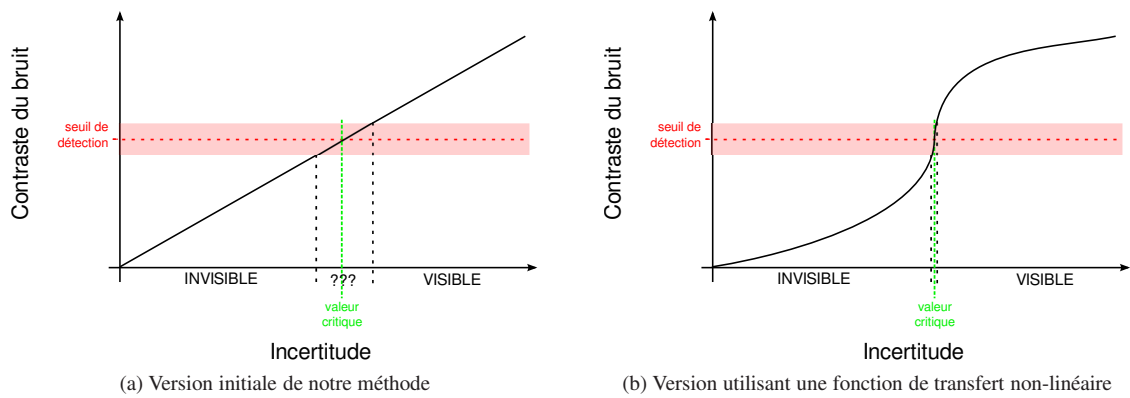 Contraste du bruit
seuil de
détection
INVISIBLE
???
VISIBLE
valeur
critique
Incertitude
(a) Version initiale de notre méthode
Contraste du bruit
seuil de
détection
INVISIBLE
VISIBLE
valeur
critique
Incertitude
(b) Version utilisant une fonction de transfert non-linéaire